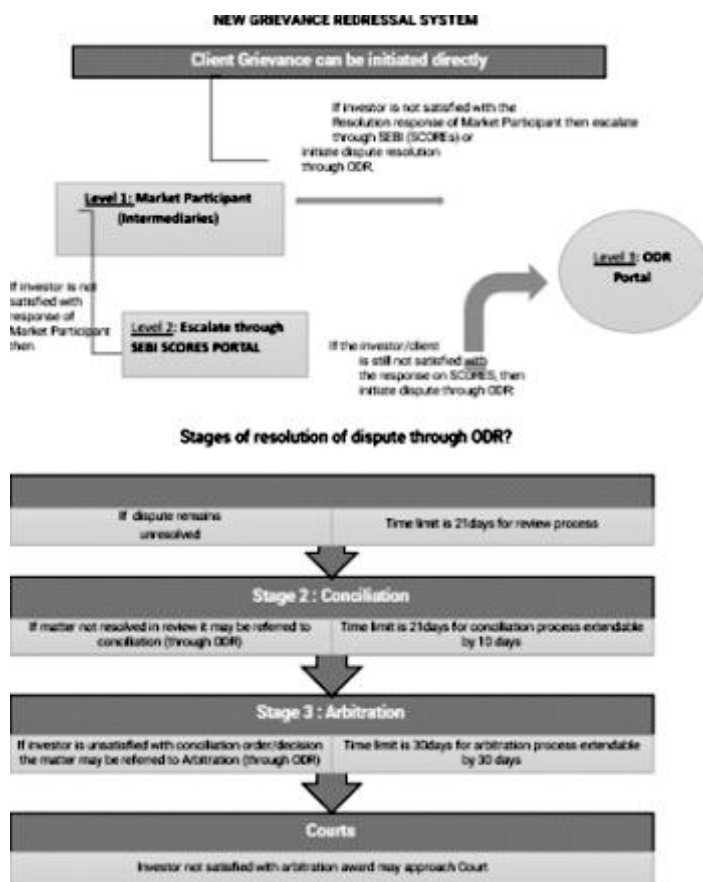 NEW GRIEVANCE REDRESSAL SYSTEM
Client Grievance can be initiated directly
If investor is not satisfied with the
Resolution response of Market Participant then escalate
through SEBI (SCOREs) or
initiate dispute resolution
through ODR.
Level 1: Market Participant
(Intermediaries)
Level 3: ODR
Portal
If investor is not
satisfied with
response of
Market Participant
then
Level 2: Escalate through
SEBI SCORES PORTAL
If the investor/client
is still not satisfied with
the response on SCORES, then
initiate dispute through ODR
Stages of resolution of dispute through ODR?
If dispute remains
unresolved
Time limit is 21days for review process
Stage 2 : Conciliation
If matter not resolved in review it may be referred to
conciliation (through ODR)
Time limit is 21days for conciliation process extendable
by 10 days
Stage 3 : Arbitration
If investor is unsatisfied with conciliation order/decision
the matter may be referred to Arbitration (through ODR)
Time limit is 30days for arbitration process extendable
by 30 days
Courts
Investor not satisfied with arbitration award may approach Court